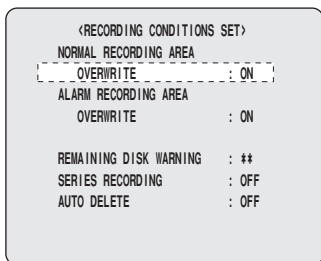 <RECORDING CONDITIONS SET>
NORMAL RECORDING AREA
OVERWRITE : ON
ALARM RECORDING AREA
OVERWRITE : ON
REMAINING DISK WARNING : **
SERIES RECORDING : OFF
AUTO DELETE : OFF